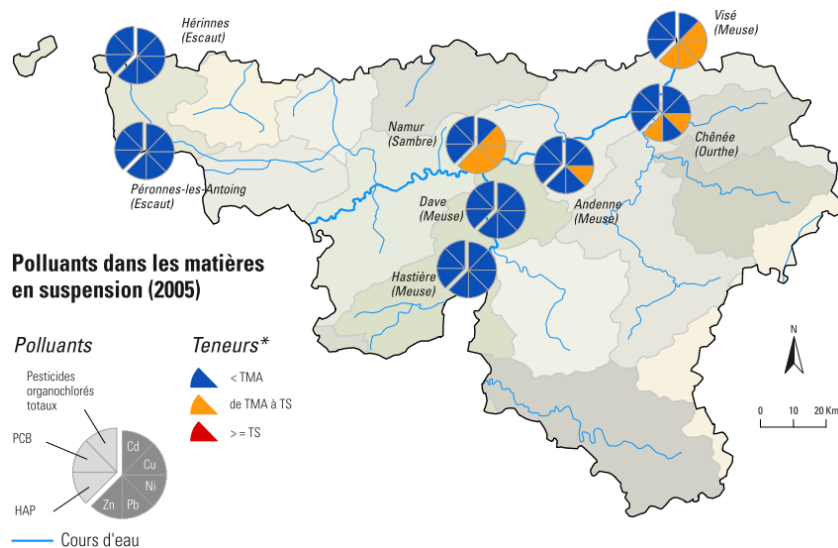 Hérinnes
(Escaut)
Visé
(Meuse)
Namur
(Sambre)
Chênée
(Ourthe)
Péronnes-les-Antoing
(Escaut)
Dave
(Meuse)
Andenne
(Meuse)
Hastière
(Meuse)
Polluants dans les matières
en suspension (2005)
Polluants
Pesticides
organochlorés
totaux
PCB
HAP
Cd
Cu
Ni
Pb
Zn
Cours d'eau
Teneurs*
< TMA
de TMA à TS
>= TS
N
0 10 20 Km